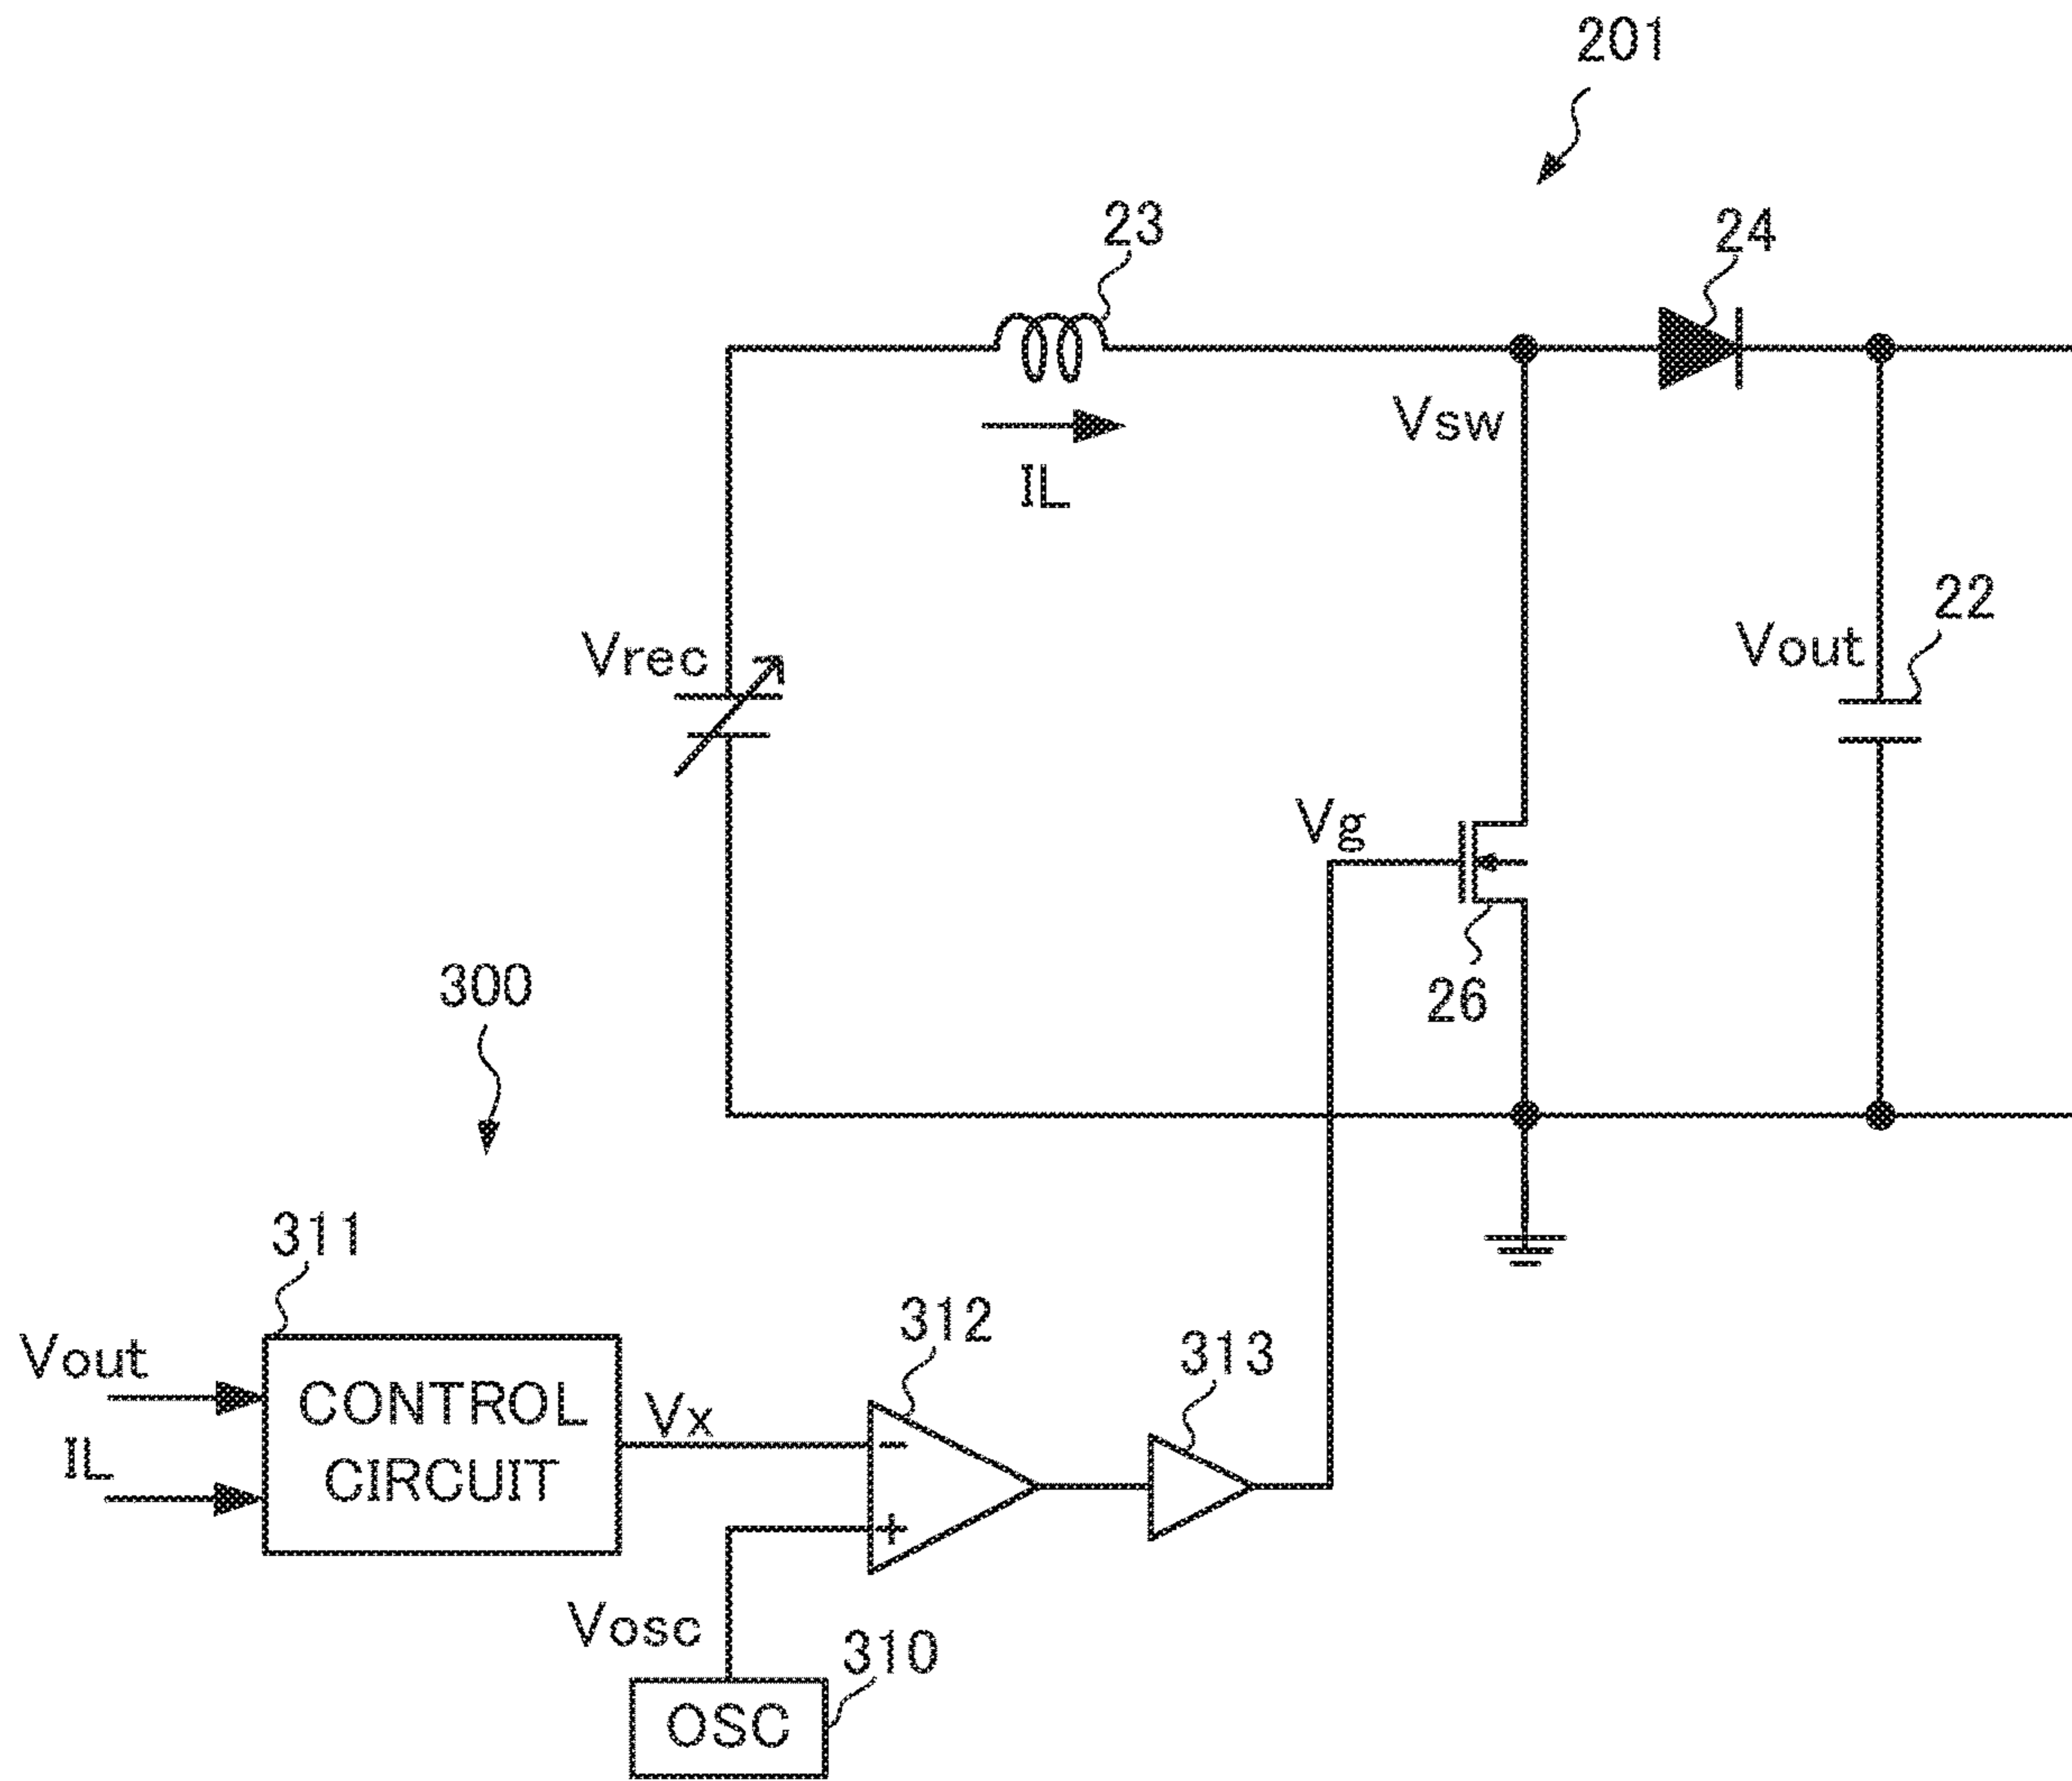 201
23
24
Vsw
IL
22
Vrec
Vout
Vg
26
300
311
312
313
Vout
CONTROL
CIRCUIT
Vx
IL
-
+
Vosc
310
OSC